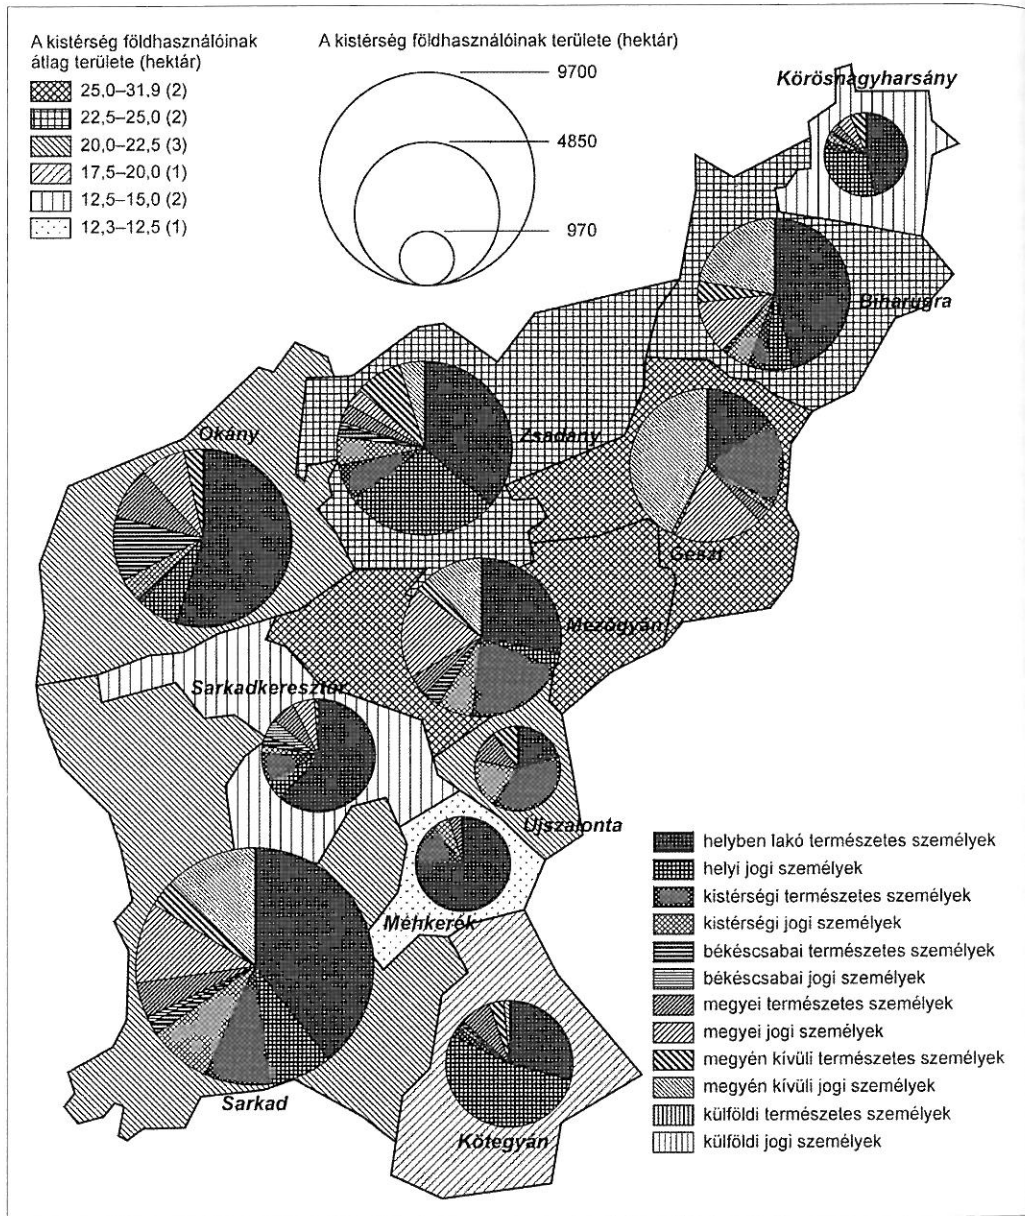 A kistérség földhasználóinak
átlag területe (hektár)
25,0–31,9 (2)
22,5–25,0 (2)
20,0–22,5 (3)
17,5–20,0 (1)
12,5–15,0 (2)
12,3–12,5 (1)
A kistérség földhasználóinak területe (hektár)
9700
4850
970
Körösnagyharsány
Biharugra
Zsadány
Okány
Geszt
Mezőgyán
Sarkadkeresztúr
Újszalonta
Méhkerék
Sarkad
Kötegyán
helyben lakó természetes személyek
helyi jogi személyek
kistérségi természetes személyek
kistérségi jogi személyek
békéscsabai természetes személyek
békéscsabai jogi személyek
megyei természetes személyek
megyei jogi személyek
megyén kívüli természetes személyek
megyén kívüli jogi személyek
külföldi természetes személyek
külföldi jogi személyek